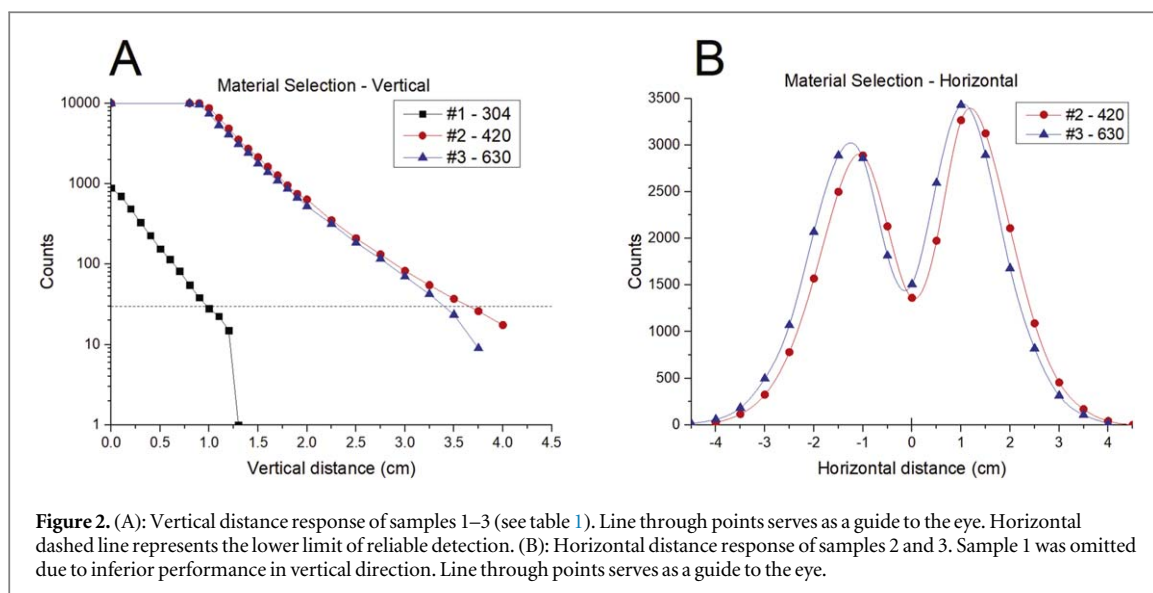 A
Material Selection - Vertical
#1 - 304
#2 - 420
#3 - 630
10000
1000
100
10
1
Counts
0.0 0.5 1.0 1.5 2.0 2.5 3.0 3.5 4.0 4.5
Vertical distance (cm)
B
Material Selection - Horizontal
#2 - 420
#3 - 630
3500
3000
2500
2000
1500
1000
500
0
Counts
-4 -3 -2 -1 0 1 2 3 4
Horizontal distance (cm)
Figure 2. (A): Vertical distance response of samples 1–3 (see table 1). Line through points serves as a guide to the eye. Horizontal
dashed line represents the lower limit of reliable detection. (B): Horizontal distance response of samples 2 and 3. Sample 1 was omitted
due to inferior performance in vertical direction. Line through points serves as a guide to the eye.